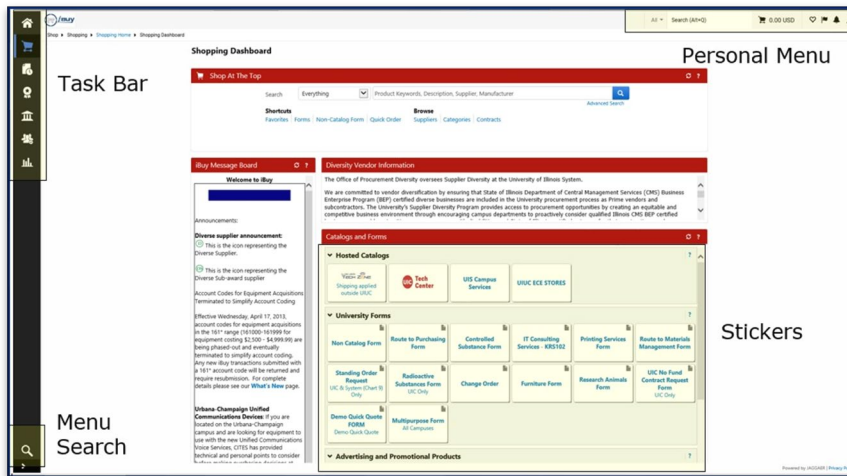 iBuy
All
Search (Alt+Q)
0.00 USD
Shop Shopping Shopping Home Shopping Dashboard
Personal Menu
Task Bar
Shopping Dashboard
Shop At The Top
Search Everything Product Keywords, Description, Supplier, Manufacturer
Advanced Search
Shortcuts Browse
Favorites Forms Non-Catalog Form Quick Order Suppliers Categories Contracts
iBuy Message Board
Welcome to iBuy
Announcements:
Diverse supplier announcement:
This is the icon representing the
Diverse Supplier.
This is the icon representing the
Diverse Sub-award supplier
Account Codes for Equipment Acquisitions
Terminated to Simplify Account Coding
Effective Wednesday, April 17, 2013,
account codes for equipment acquisitions
in the 161* range (161000-161999 for
equipment costing $2,500 - $4,999.99) are
being phased-out and eventually
terminated to simplify account coding.
Any new iBuy transactions submitted with
a 161* account code will be returned and
require resubmission. For complete
details please see our What's New page.
Urbana-Champaign Unified
Communications Devices: If you are
located on the Urbana-Champaign
campus and are looking for equipment to
use with the new Unified Communications
Voice Services, CITES has provided
technical and personal points to consider
Diversity Vendor Information
The Office of Procurement Diversity oversees Supplier Diversity at the University of Illinois System.
We are committed to vendor diversification by ensuring that State of Illinois Department of Central Management Services (CMS) Business
Enterprise Program (BEP) certified diverse businesses are included in the University procurement process as Prime vendors and
subcontractors. The University's Supplier Diversity Program provides access to procurement opportunities by creating an equitable and
competitive business environment through encouraging campus departments to proactively consider qualified Illinois CMS BEP certified
Catalogs and Forms
Hosted Catalogs
Tech Zone
Shipping applied
outside UIUC
UIC Tech
Center
UIS Campus
Services
UIUC ECE STORES
University Forms
Non Catalog Form
Route to Purchasing
Form
Controlled
Substance Form
IT Consulting
Services - KRS102
Printing Services
Form
Route to Materials
Management Form
Standing Order
Request
UIC & System (Chart 9)
Only
Radioactive
Substances Form
UIC Only
Change Order
Furniture Form
Research Animals
Form
UIC No Fund
Contract Request
Form
UIC Only
Demo Quick Quote
FORM
Demo Quick Quote
Multipurpose Form
All Campuses
Advertising and Promotional Products
Stickers
Menu
Search
Powered by JAGGAER | Privacy